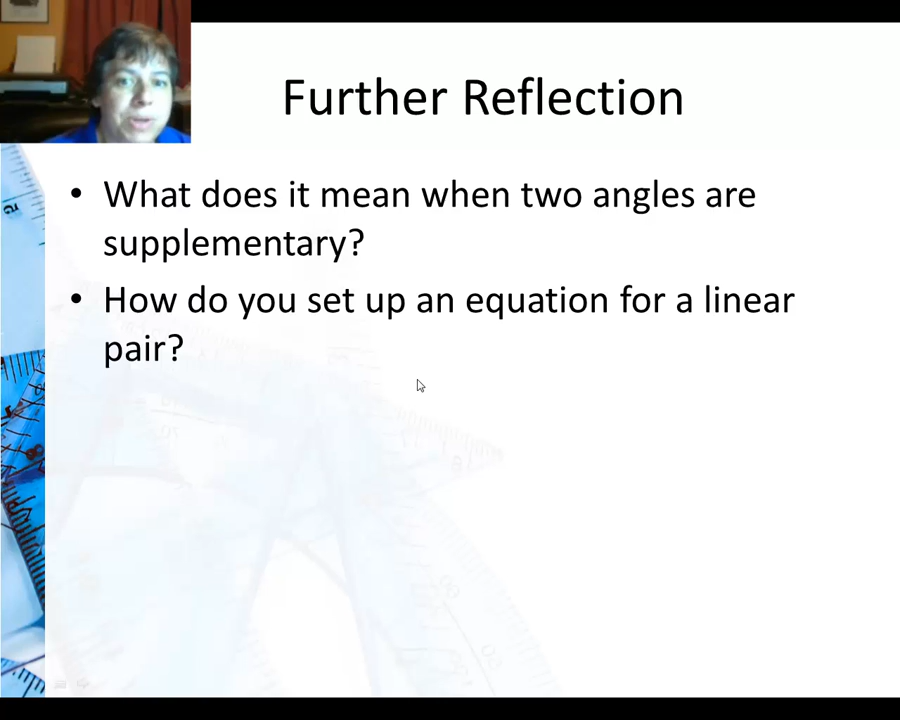 Further Reflection
• What does it mean when two angles are
supplementary?
• How do you set up an equation for a linear
pair?